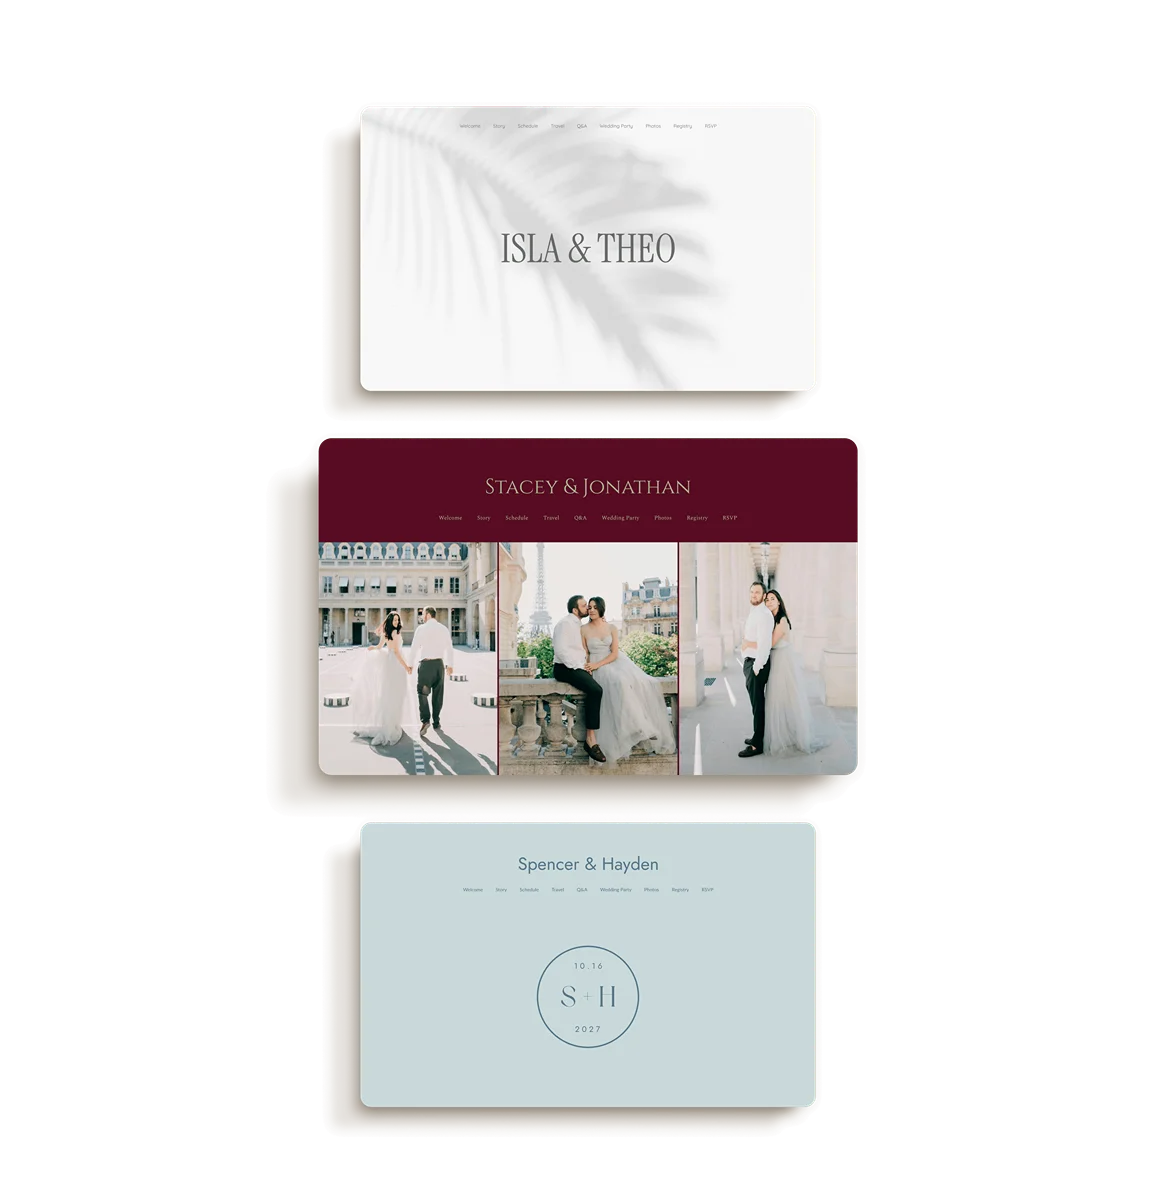 Welcome Story Schedule Travel Q&A Wedding Party Photos Registry RSVP
ISLA & THEO
STACEY & JONATHAN
Welcome Story Schedule Travel Q&A Wedding Party Photos Registry RSVP
Spencer & Hayden
Welcome Story Schedule Travel Q&A Wedding Party Photos Registry RSVP
10.16
S + H
2027